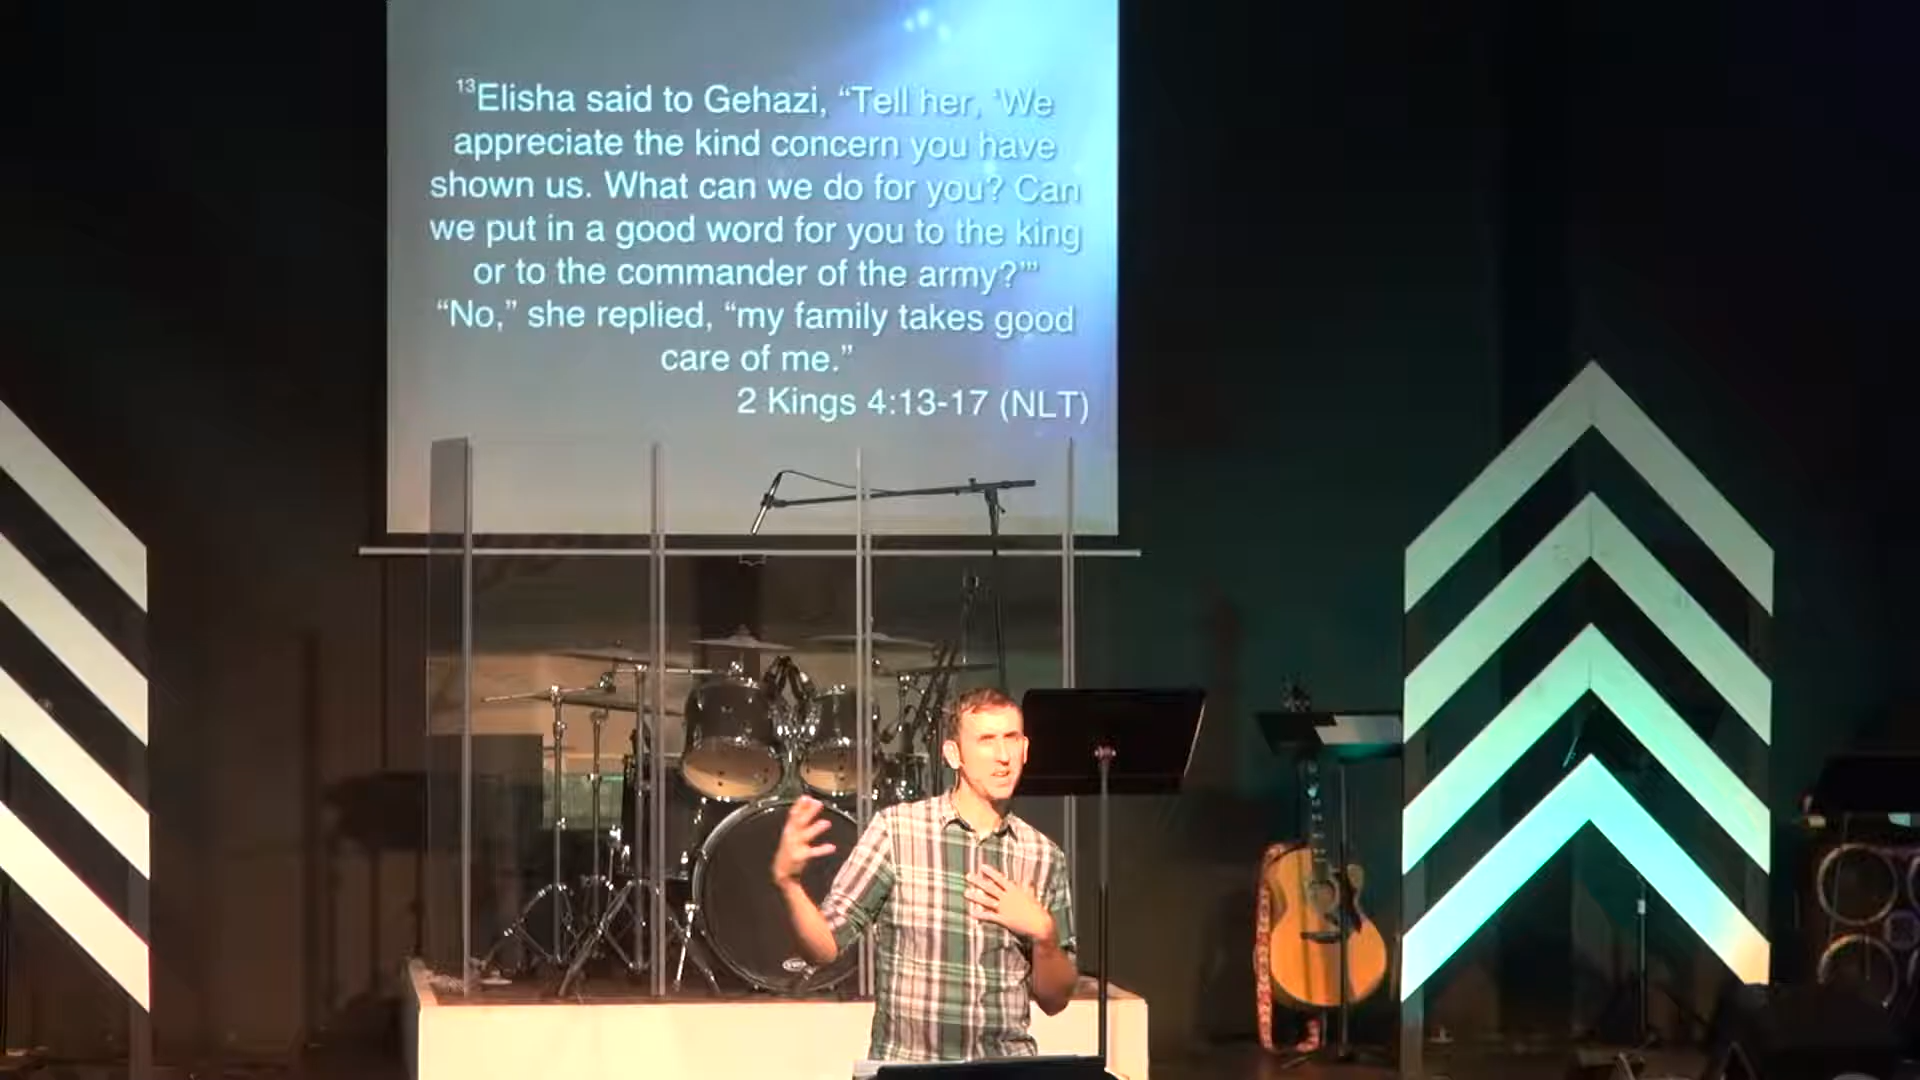 ¹³Elisha said to Gehazi, “Tell her, ‘We
appreciate the kind concern you have
shown us. What can we do for you? Can
we put in a good word for you to the king
or to the commander of the army?’”
“No,” she replied, “my family takes good
care of me.”
2 Kings 4:13-17 (NLT)